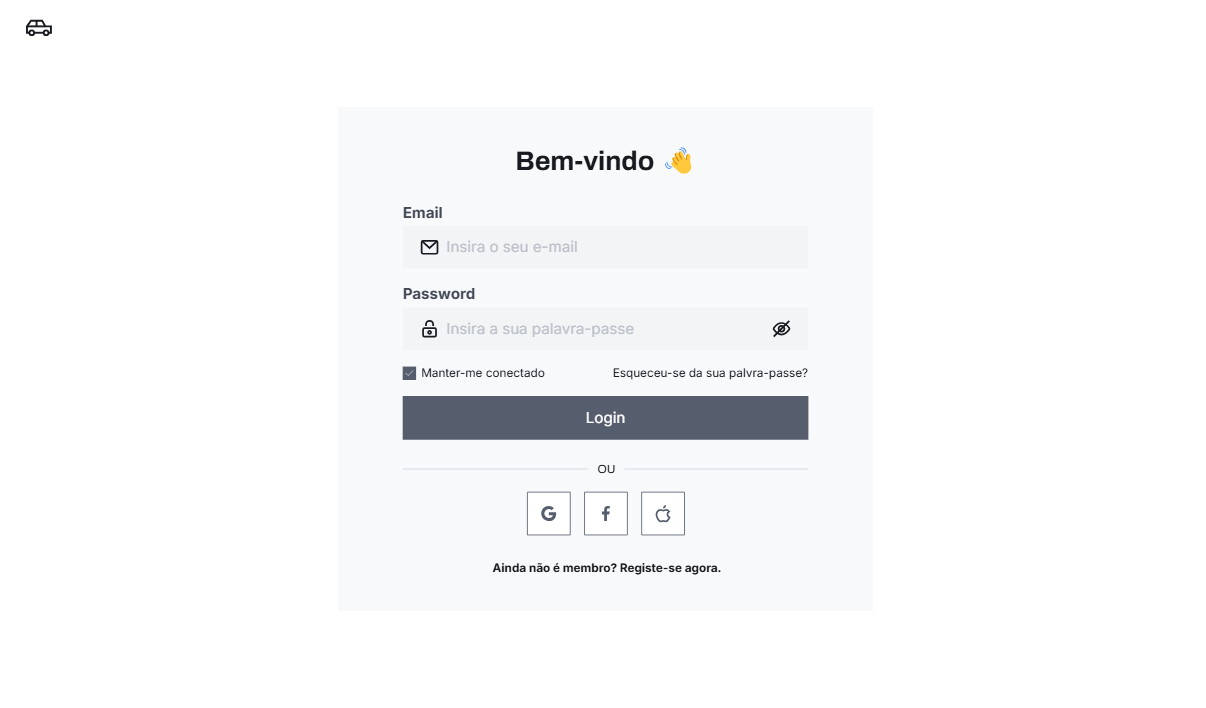 Bem-vindo 👋
Email
Insira o seu e-mail
Password
Insira a sua palavra-passe
Manter-me conectado
Esqueceu-se da sua palvra-passe?
Login
OU
Ainda não é membro? Registe-se agora.